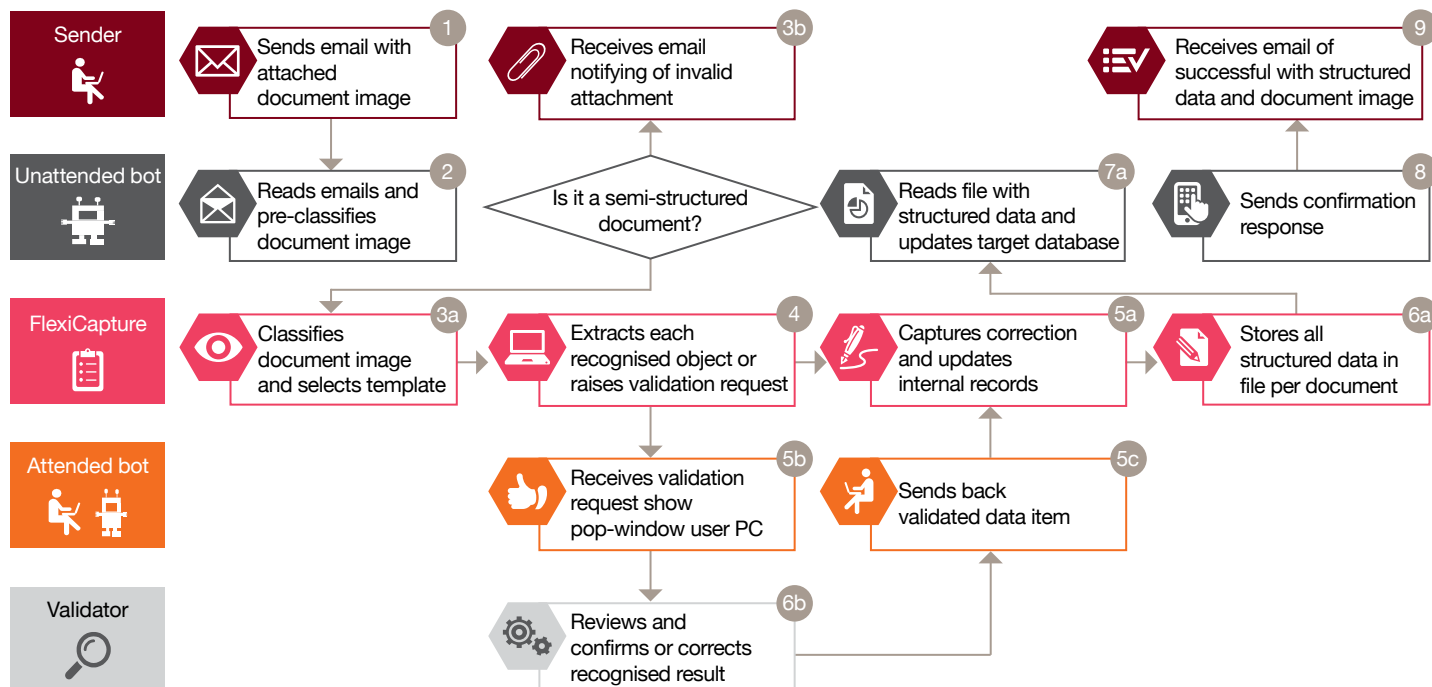 Sender
1
Sends email with
attached
document image
3b
Receives email
notifying of invalid
attachment
9
Receives email of
successful with structured
data and document image
Unattended bot
2
Reads emails and
pre-classifies
document image
Is it a semi-structured
document?
7a
Reads file with
structured data and
updates target database
8
Sends confirmation
response
FlexiCapture
3a
Classifies
document image
and selects template
4
Extracts each
recognised object or
raises validation request
5a
Captures correction
and updates
internal records
6a
Stores all
structured data in
file per document
Attended bot
5b
Receives validation
request show
pop-window user PC
5c
Sends back
validated data item
Validator
6b
Reviews and
confirms or corrects
recognised result